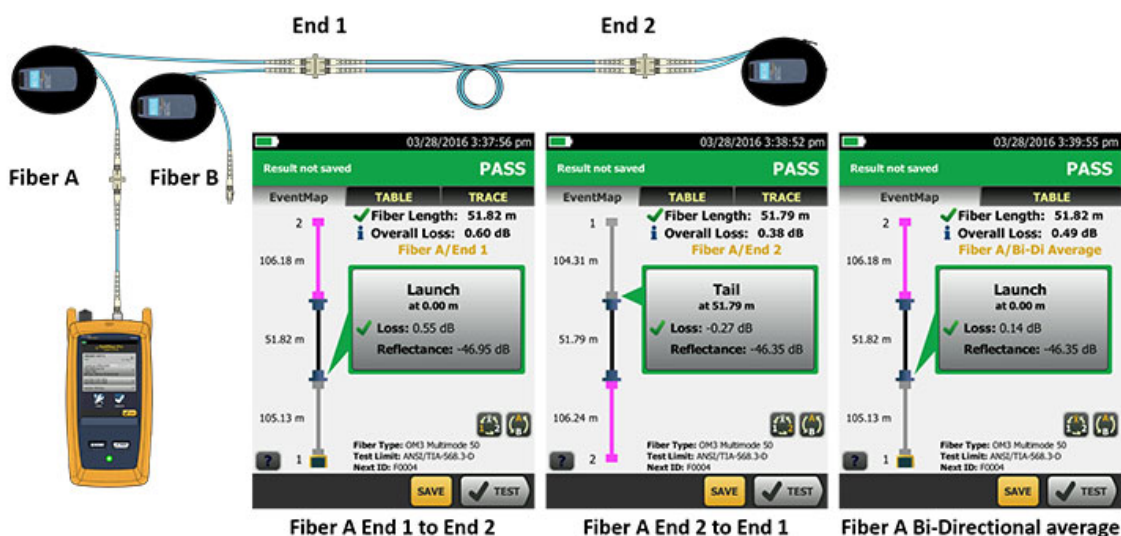 End 1
End 2
Fiber A
Fiber B
03/28/2016 3:37:56 pm
Result not saved
PASS
EventMap
TABLE
TRACE
2
Fiber Length: 51.82 m
Overall Loss: 0.60 dB
Fiber A/End 1
106.18 m
Launch
at 0.00 m
Loss: 0.55 dB
Reflectance: -46.95 dB
51.82 m
105.13 m
Fiber Type: OM3 Multimode 50
Test Limit: ANSI/TIA-568.3-D
Next ID: F0004
?
1
SAVE
TEST
Fiber A End 1 to End 2
03/28/2016 3:38:52 pm
Result not saved
PASS
EventMap
TABLE
TRACE
1
Fiber Length: 51.79 m
Overall Loss: 0.38 dB
Fiber A/End 2
104.31 m
Tail
at 51.79 m
Loss: -0.27 dB
Reflectance: -46.35 dB
51.79 m
106.24 m
Fiber Type: OM3 Multimode 50
Test Limit: ANSI/TIA-568.3-D
Next ID: F0004
?
2
SAVE
TEST
Fiber A End 2 to End 1
03/28/2016 3:39:55 pm
Result not saved
PASS
EventMap
TABLE
TRACE
2
Fiber Length: 51.82 m
Overall Loss: 0.49 dB
Fiber A/Bi-Di Average
106.18 m
Launch
at 0.00 m
Loss: 0.14 dB
Reflectance: -46.35 dB
51.82 m
105.13 m
Fiber Type: OM3 Multimode 50
Test Limit: ANSI/TIA-568.3-D
Next ID: F0004
?
1
SAVE
TEST
Fiber A Bi-Directional average